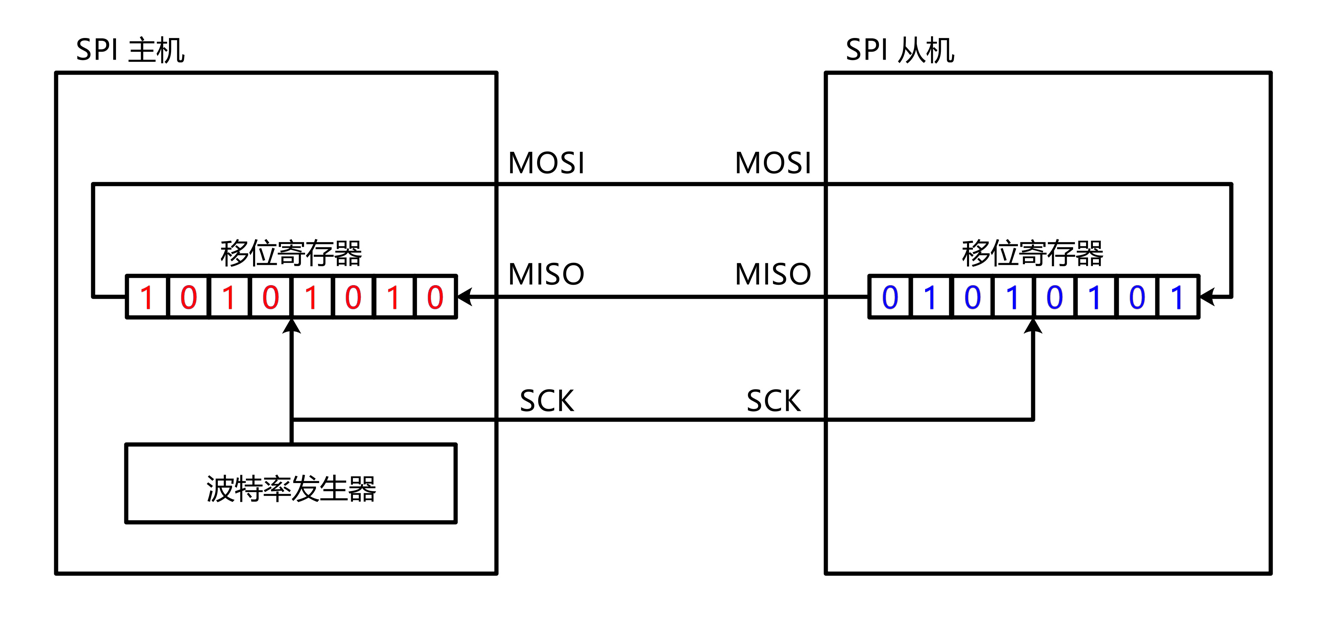 SPI 主机
SPI 从机
MOSI
MOSI
移位寄存器
移位寄存器
MISO
MISO
1 0 1 0 1 0 1 0
0 1 0 1 0 1 0 1
SCK
SCK
波特率发生器